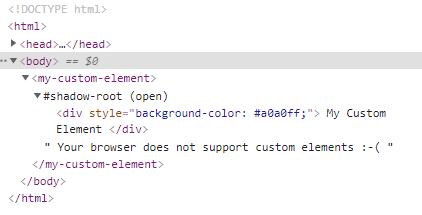 <!DOCTYPE html>
<html>
<head>…</head>
<body> == $0
<my-custom-element>
#shadow-root (open)
<div style="background-color: #a0a0ff;"> My Custom
Element </div>
" Your browser does not support custom elements :-( "
</my-custom-element>
</body>
</html>